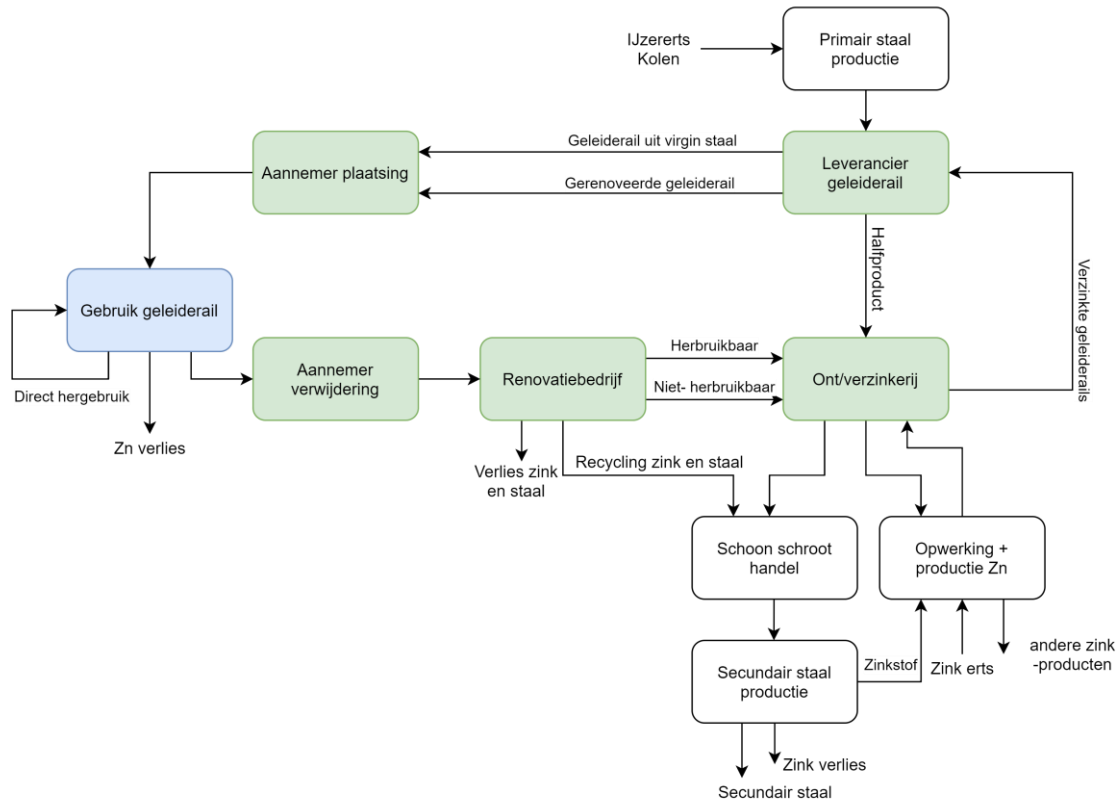 IJzererts
Kolen
Primair staal
productie
Geleiderail uit virgin staal
Gerenoveerde geleiderail
Aannemer plaatsing
Leverancier
geleiderail
Halfproduct
Verzinkte geleiderails
Gebruik geleiderail
Direct hergebruik
Zn verlies
Aannemer
verwijdering
Renovatiebedrijf
Herbruikbaar
Niet- herbruikbaar
Ont/verzinkerij
Verlies zink
en staal
Recycling zink en staal
Schoon schroot
handel
Opwerking +
productie Zn
Secundair staal
productie
Zinkstof
Zink erts
andere zink
-producten
Zink verlies
Secundair staal